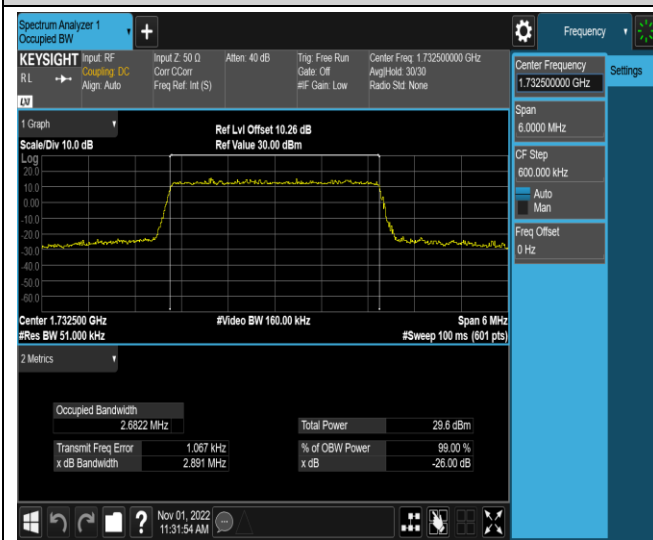 Spectrum Analyzer 1
Occupied BW
+
Frequency
KEYSIGHT
RL
LXI
Input: RF
Coupling: DC
Align: Auto
Input Z: 50 Ω
Corr CCorr
Freq Ref: Int (S)
Atten: 40 dB
Trig: Free Run
Gate: Off
#IF Gain: Low
Center Freq: 1.732500000 GHz
Avg|Hold: 30/30
Radio Std: None
Center Frequency
1.732500000 GHz
Settings
Span
6.0000 MHz
CF Step
600.000 kHz
Auto
Man
Freq Offset
0 Hz
1 Graph
Scale/Div 10.0 dB
Ref Lvl Offset 10.26 dB
Ref Value 30.00 dBm
Log
20.0
10.0
0.00
-10.0
-20.0
-30.0
-40.0
-50.0
-60.0
Center 1.732500 GHz
#Res BW 51.000 kHz
#Video BW 160.00 kHz
Span 6 MHz
#Sweep 100 ms (601 pts)
2 Metrics
Occupied Bandwidth
2.6822 MHz
Total Power 29.6 dBm
Transmit Freq Error 1.067 kHz
% of OBW Power 99.00 %
x dB Bandwidth 2.891 MHz
x dB -26.00 dB
?
Nov 01, 2022
11:31:54 AM